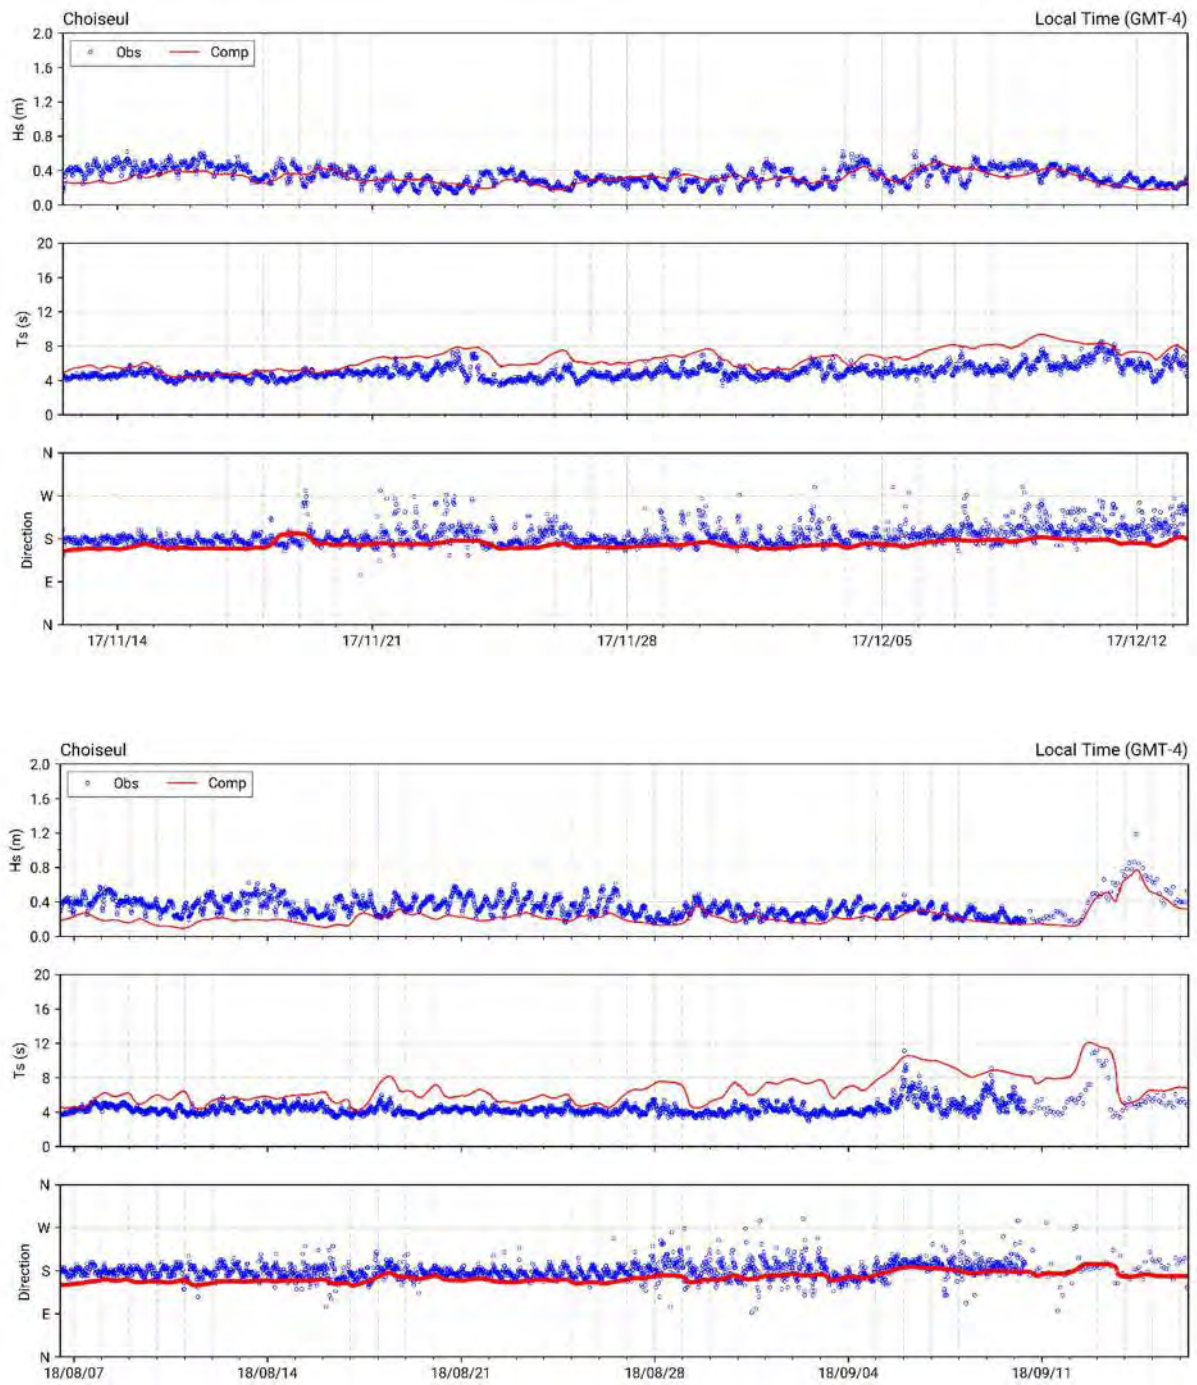 Choiseul Local Time (GMT-4)
2.0
1.6
1.2
0.8
0.4
0.0
Hs (m)
Obs Comp
20
16
12
8
4
0
Ts (s)
N
W
S
E
N
Direction
17/11/14 17/11/21 17/11/28 17/12/05 17/12/12
Choiseul Local Time (GMT-4)
2.0
1.6
1.2
0.8
0.4
0.0
Hs (m)
Obs Comp
20
16
12
8
4
0
Ts (s)
N
W
S
E
N
Direction
18/08/07 18/08/14 18/08/21 18/08/28 18/09/04 18/09/11